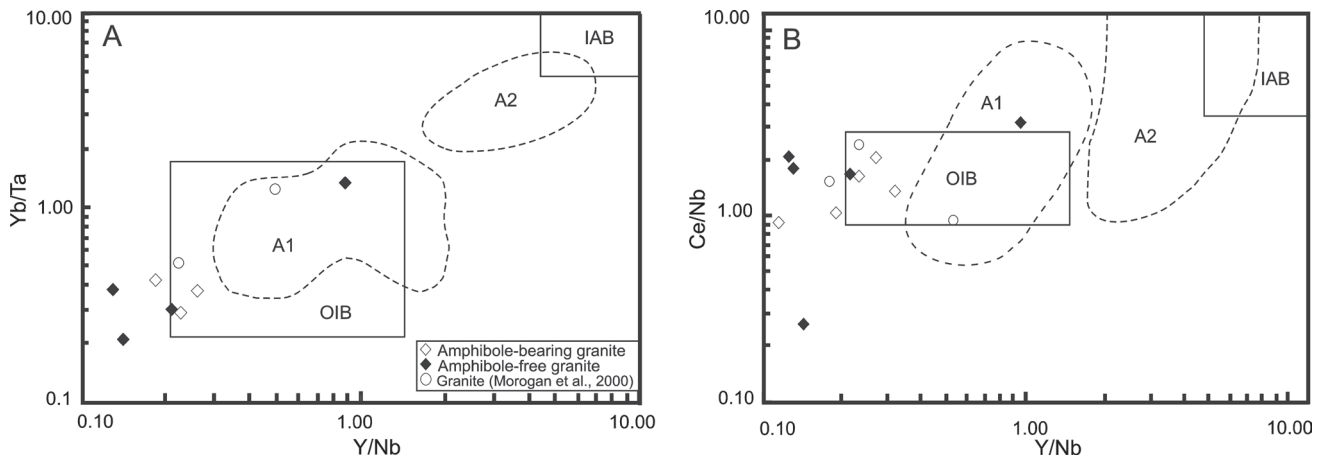 A
10.00
1.00
0.1
Yb/Ta
IAB
A2
A1
OIB
Amphibole-bearing granite
Amphibole-free granite
Granite (Morogan et al., 2000)
0.10
1.00
10.00
Y/Nb
B
10.00
1.00
0.10
Ce/Nb
IAB
A1
A2
OIB
0.10
1.00
10.00
Y/Nb